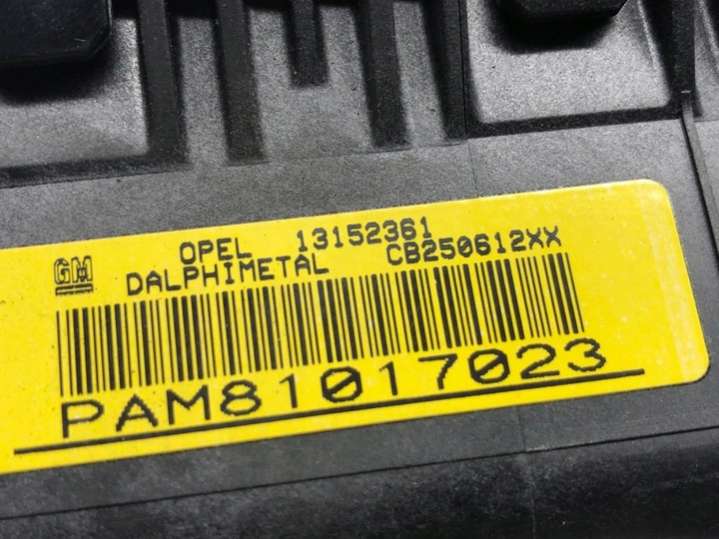 OPEL 13152361
GM DALPHIMETAL CB250612XX
PAM81017023